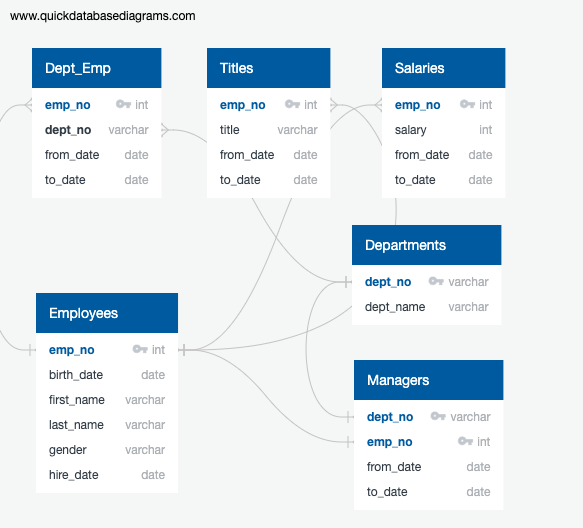 www.quickdatabasediagrams.com
Dept_Emp
emp_no int
dept_no varchar
from_date date
to_date date
Titles
emp_no int
title varchar
from_date date
to_date date
Salaries
emp_no int
salary int
from_date date
to_date date
Departments
dept_no varchar
dept_name varchar
Employees
emp_no int
birth_date date
first_name varchar
last_name varchar
gender varchar
hire_date date
Managers
dept_no varchar
emp_no int
from_date date
to_date date